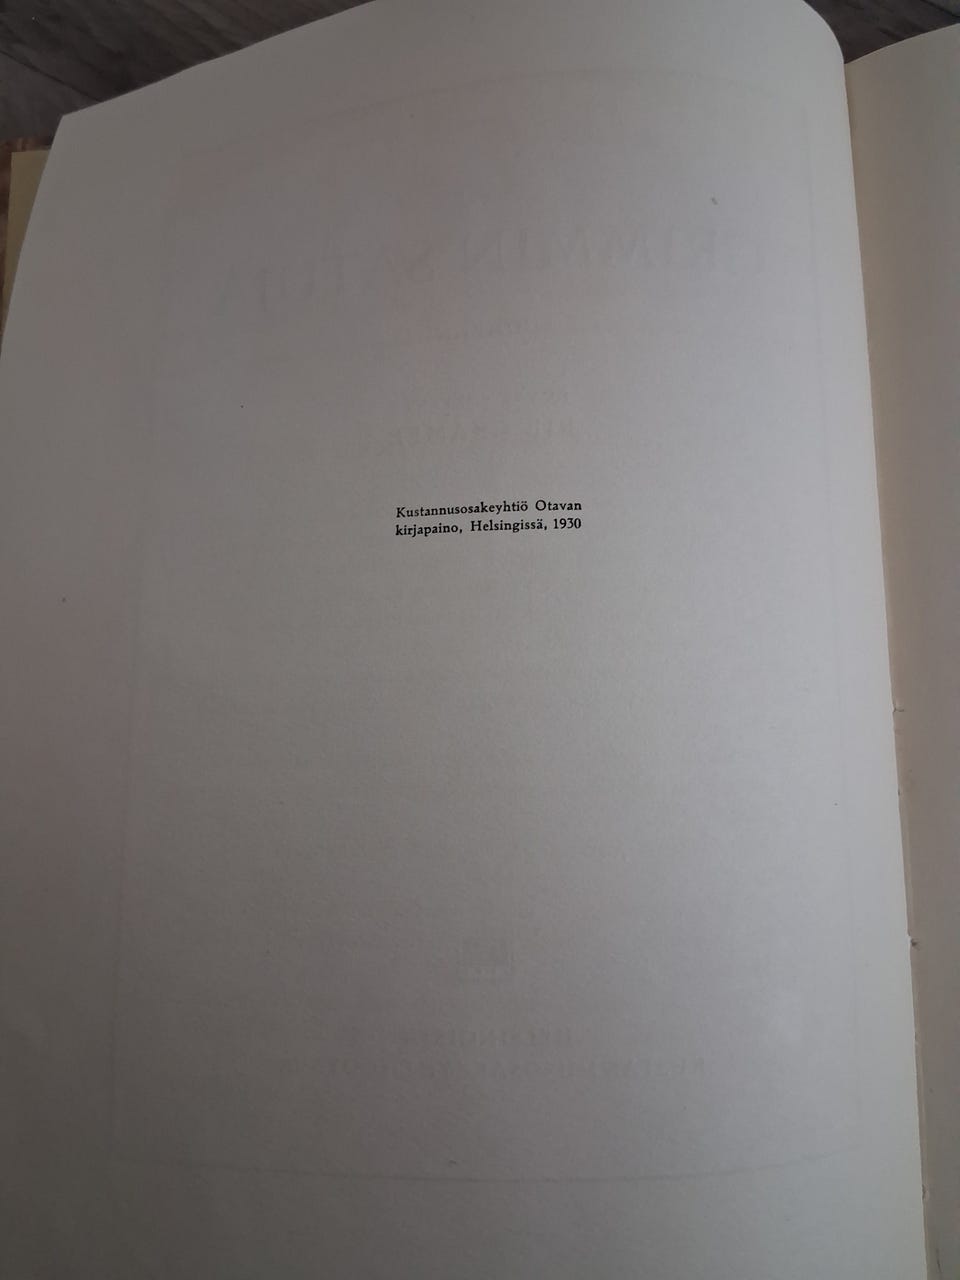 Kustannusosakeyhtiö Otavan
kirjapaino, Helsingissä, 1930